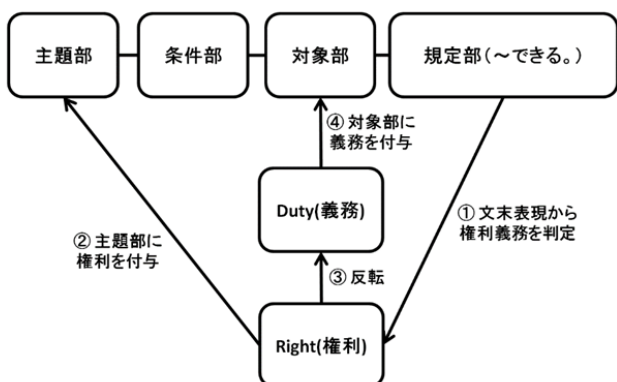 主題部
条件部
対象部
規定部(～できる。)
④ 対象部に
義務を付与
Duty(義務)
① 文末表現から
権利義務を判定
② 主題部に
権利を付与
③ 反転
Right(権利)